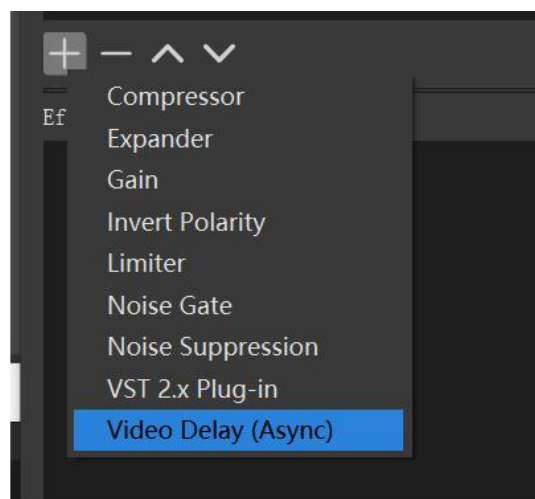 Compressor
Ef
Expander
Gain
Invert Polarity
Limiter
Noise Gate
Noise Suppression
VST 2.x Plug-in
Video Delay (Async)